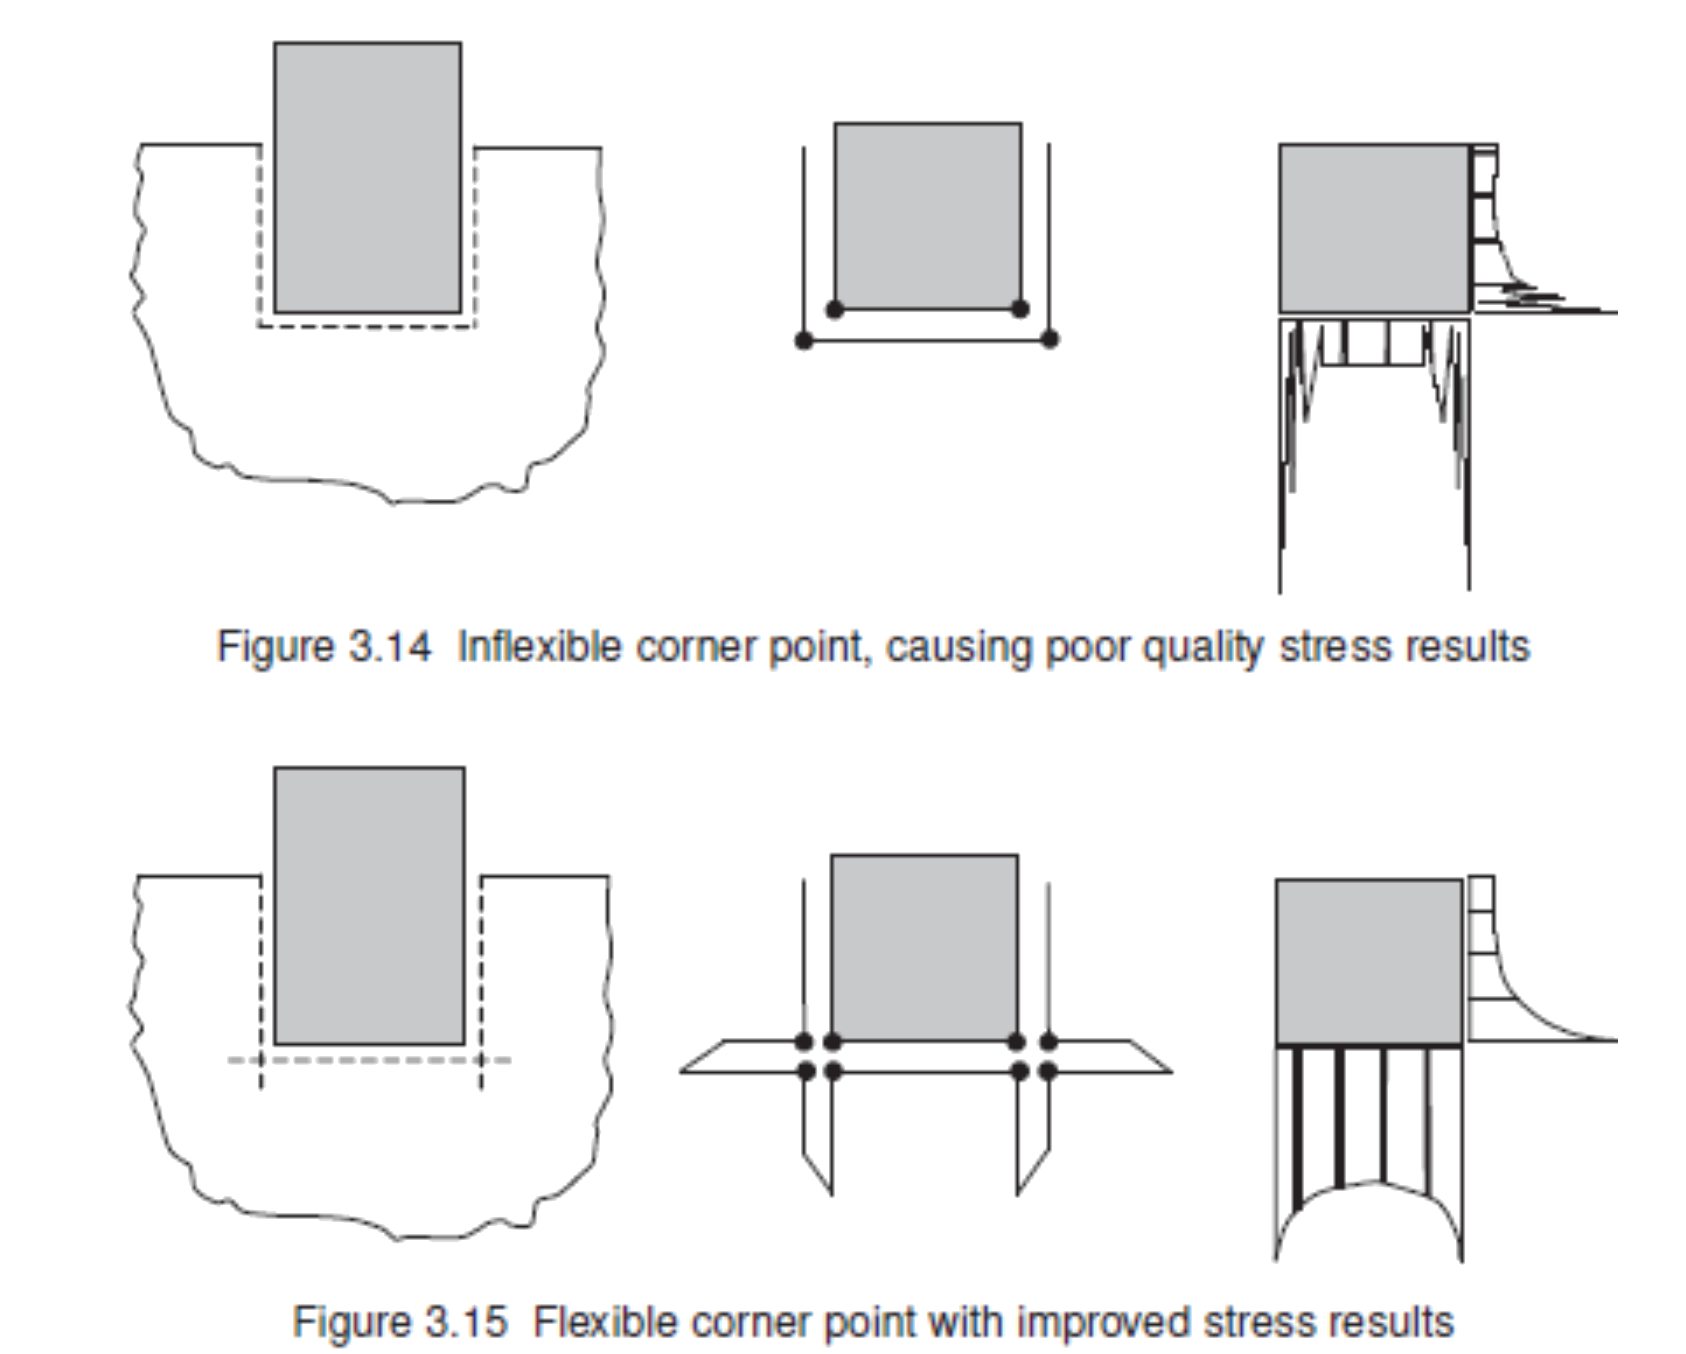 Figure 3.14 Inflexible corner point, causing poor quality stress results
Figure 3.15 Flexible corner point with improved stress results